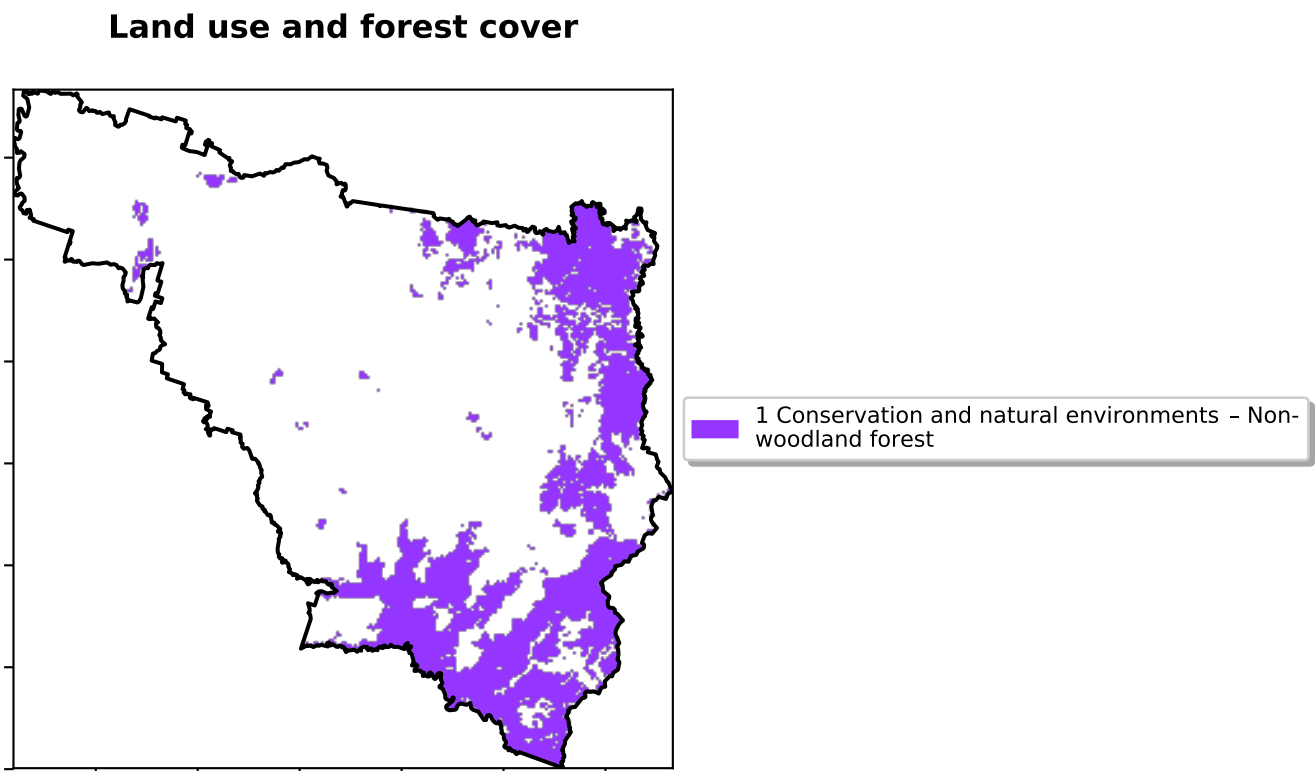 Land use and forest cover
1 Conservation and natural environments – Non-
woodland forest